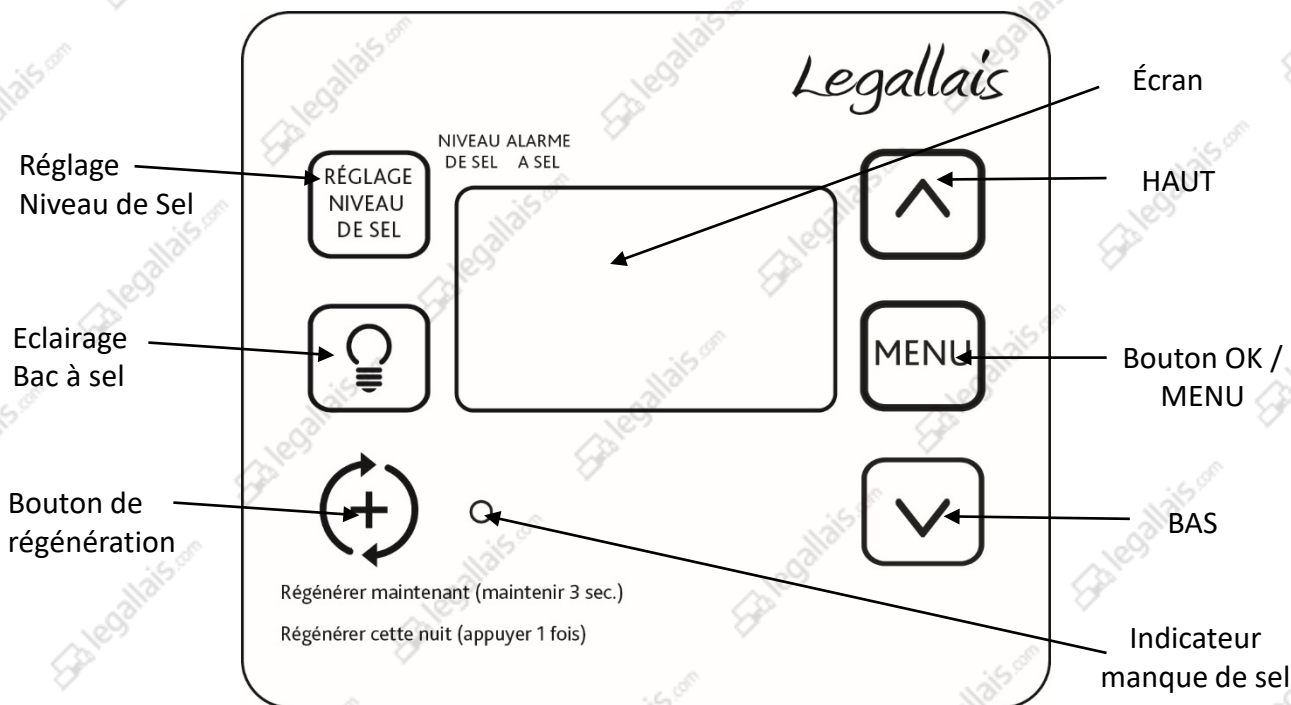 Legallais
Écran
NIVEAU ALARME
DE SEL A SEL
Réglage
Niveau de Sel
RÉGLAGE
NIVEAU
DE SEL
HAUT
Eclairage
Bac à sel
MENU
Bouton OK /
MENU
Bouton de
régénération
BAS
Régénérer maintenant (maintenir 3 sec.)
Régénérer cette nuit (appuyer 1 fois)
Indicateur
manque de sel
legallais.com